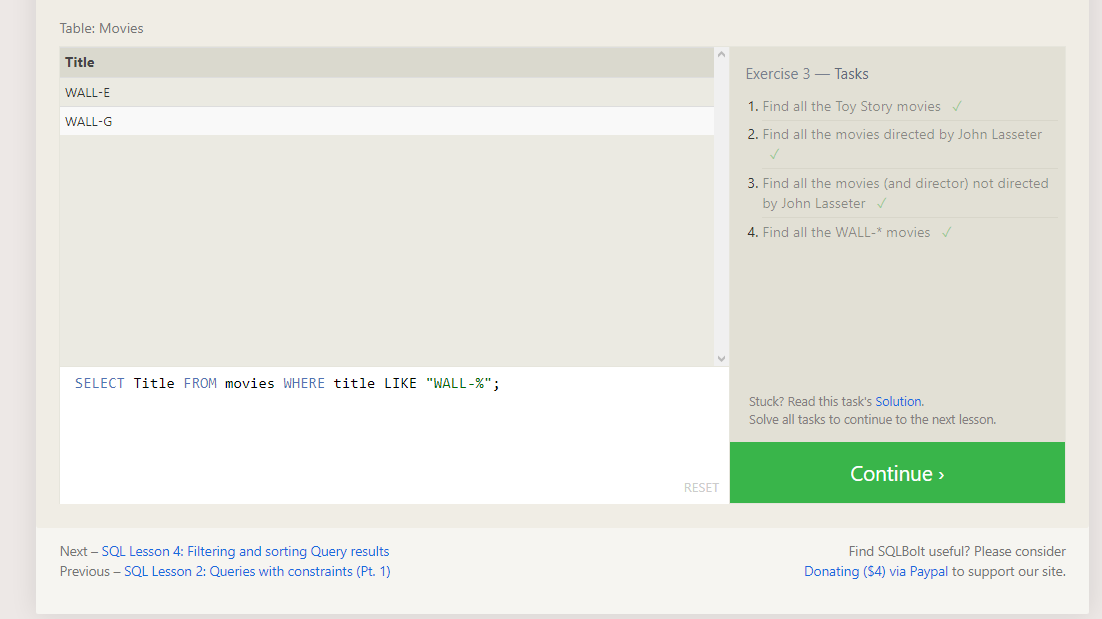 Table: Movies
Title
WALL-E
WALL-G
SELECT Title FROM movies WHERE title LIKE "WALL-%";
RESET
Exercise 3 — Tasks
1. Find all the Toy Story movies ✓
2. Find all the movies directed by John Lasseter
✓
3. Find all the movies (and director) not directed
by John Lasseter ✓
4. Find all the WALL-* movies ✓
Stuck? Read this task's Solution.
Solve all tasks to continue to the next lesson.
Continue ›
Next – SQL Lesson 4: Filtering and sorting Query results
Previous – SQL Lesson 2: Queries with constraints (Pt. 1)
Find SQLBolt useful? Please consider
Donating ($4) via Paypal to support our site.